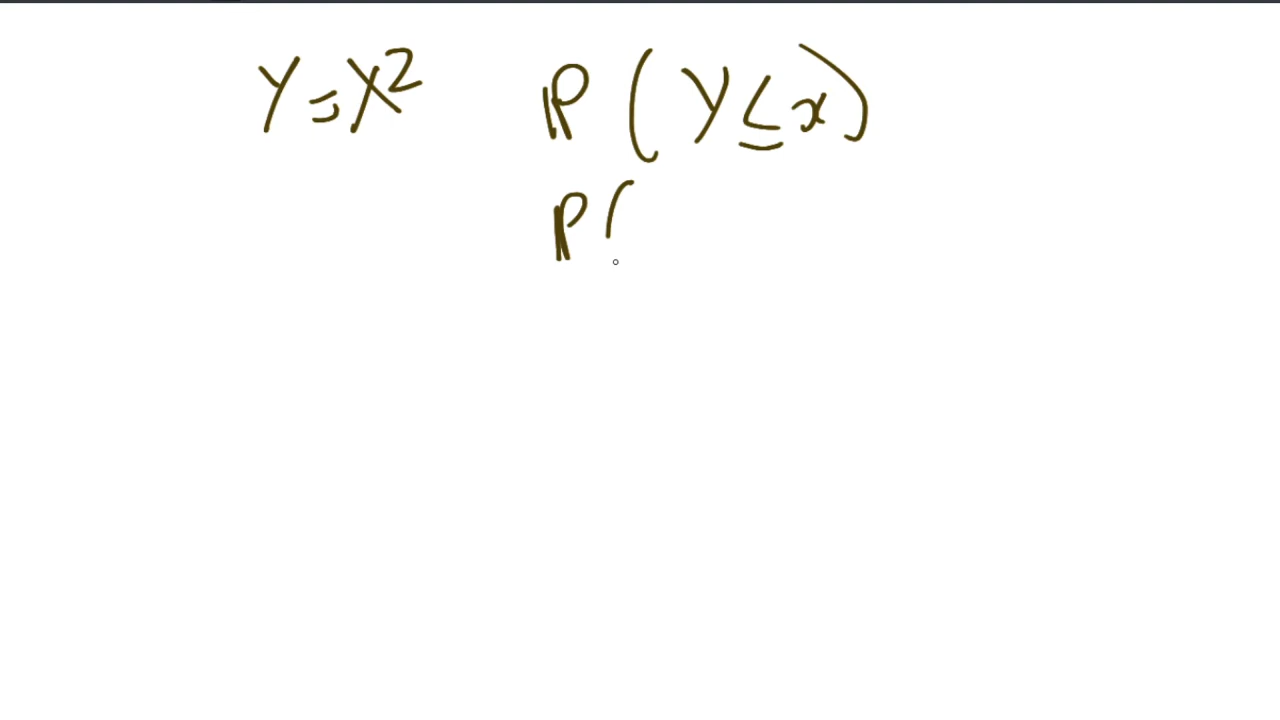 Y = X² ℙ(Y ≤ x)
ℙ(